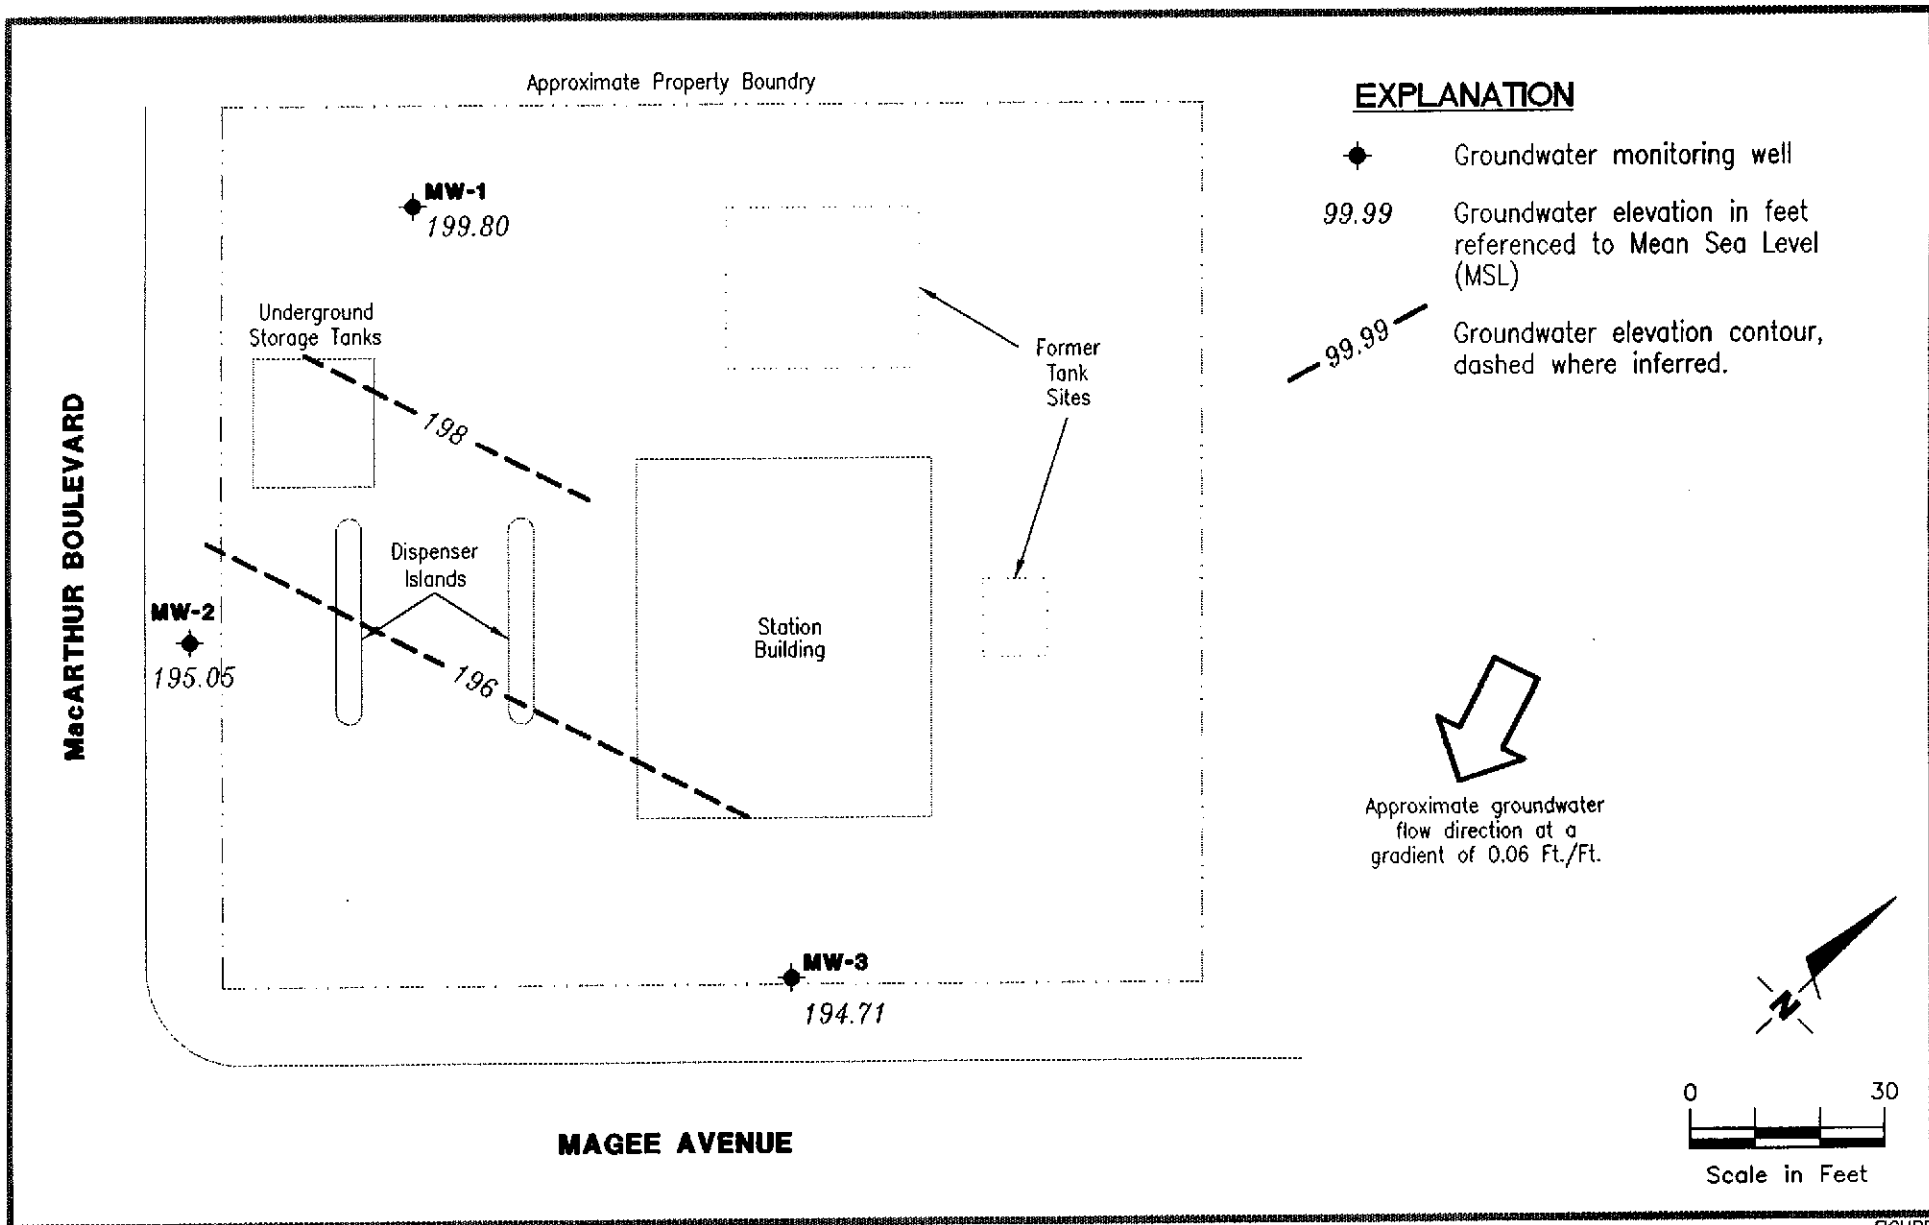 Approximate Property Boundry
EXPLANATION
Groundwater monitoring well
99.99
Groundwater elevation in feet
referenced to Mean Sea Level
(MSL)
99.99
Groundwater elevation contour,
dashed where inferred.
MW-1
199.80
Underground
Storage Tanks
Former
Tank
Sites
198
MacARTHUR BOULEVARD
Dispenser
Islands
MW-2
195.05
196
Station
Building
Approximate groundwater
flow direction at a
gradient of 0.06 Ft./Ft.
MW-3
194.71
N
MAGEE AVENUE
0 30
Scale in Feet